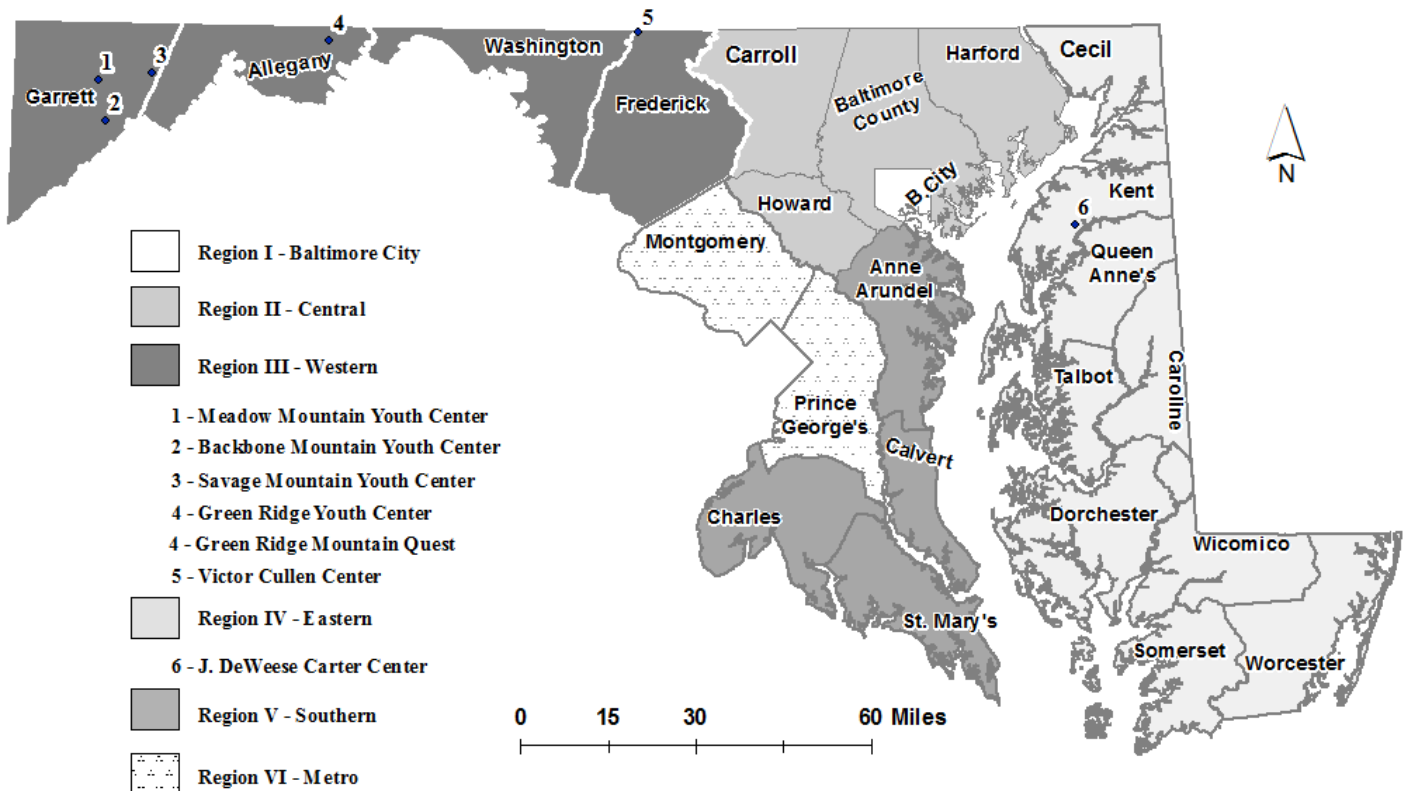 4
5
Washington
Carroll
Harford
Cecil
1
3
Allegany
Garrett
2
Frederick
Baltimore
County
N
B.City
Kent
Howard
6
Montgomery
Queen
Anne's
Anne
Arundel
Talbot
Caroline
Prince
George's
Calvert
Charles
Dorchester
Wicomico
St. Mary's
Somerset
Worcester
Region I - Baltimore City
Region II - Central
Region III - Western
1 - Meadow Mountain Youth Center
2 - Backbone Mountain Youth Center
3 - Savage Mountain Youth Center
4 - Green Ridge Youth Center
4 - Green Ridge Mountain Quest
5 - Victor Cullen Center
Region IV - Eastern
6 - J. DeWeese Carter Center
Region V - Southern
Region VI - Metro
0 15 30 60 Miles